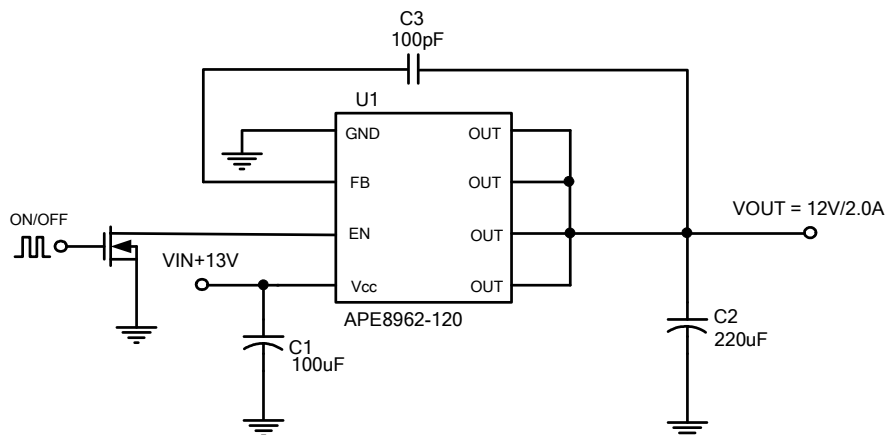 C3
100pF
U1
GND
OUT
FB
OUT
EN
OUT
Vcc
OUT
APE8962-120
ON/OFF
VIN+13V
C1
100uF
VOUT = 12V/2.0A
C2
220uF